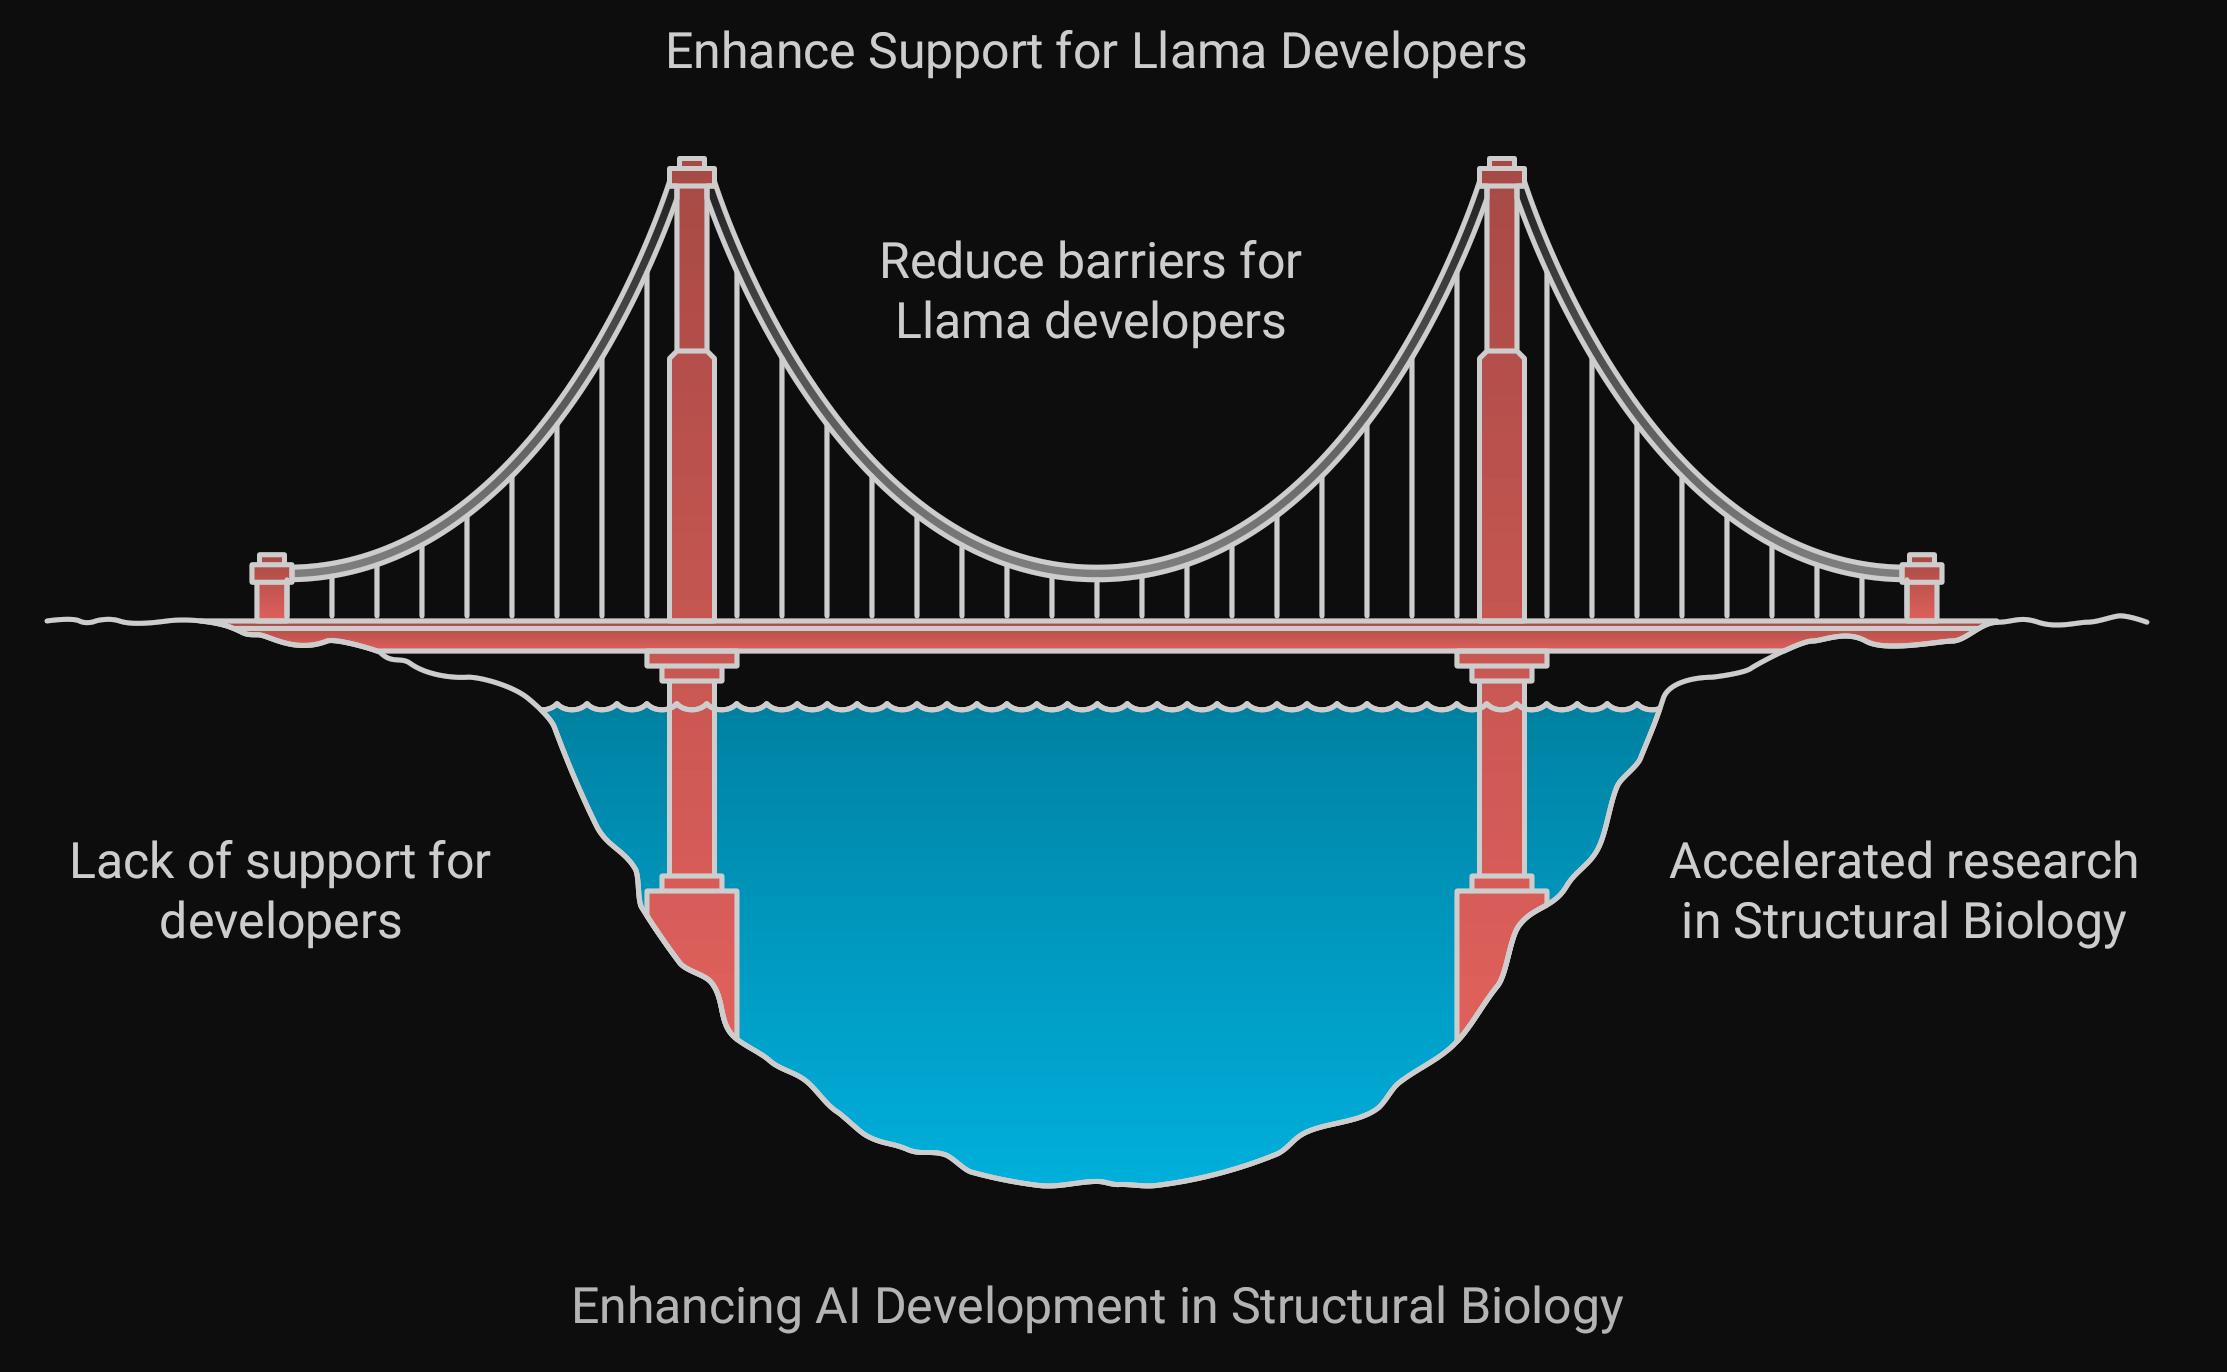 Enhance Support for Llama Developers
Reduce barriers for
Llama developers
Lack of support for
developers
Accelerated research
in Structural Biology
Enhancing AI Development in Structural Biology